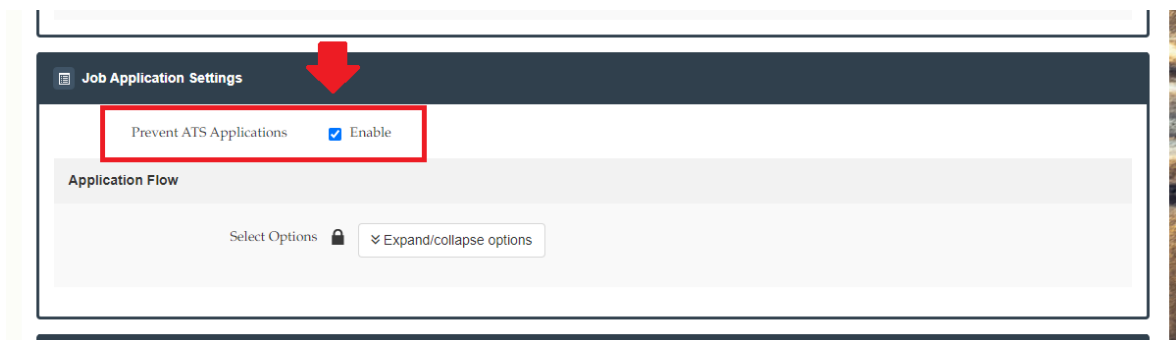 Job Application Settings
Prevent ATS Applications Enable
Application Flow
Select Options Expand/collapse options